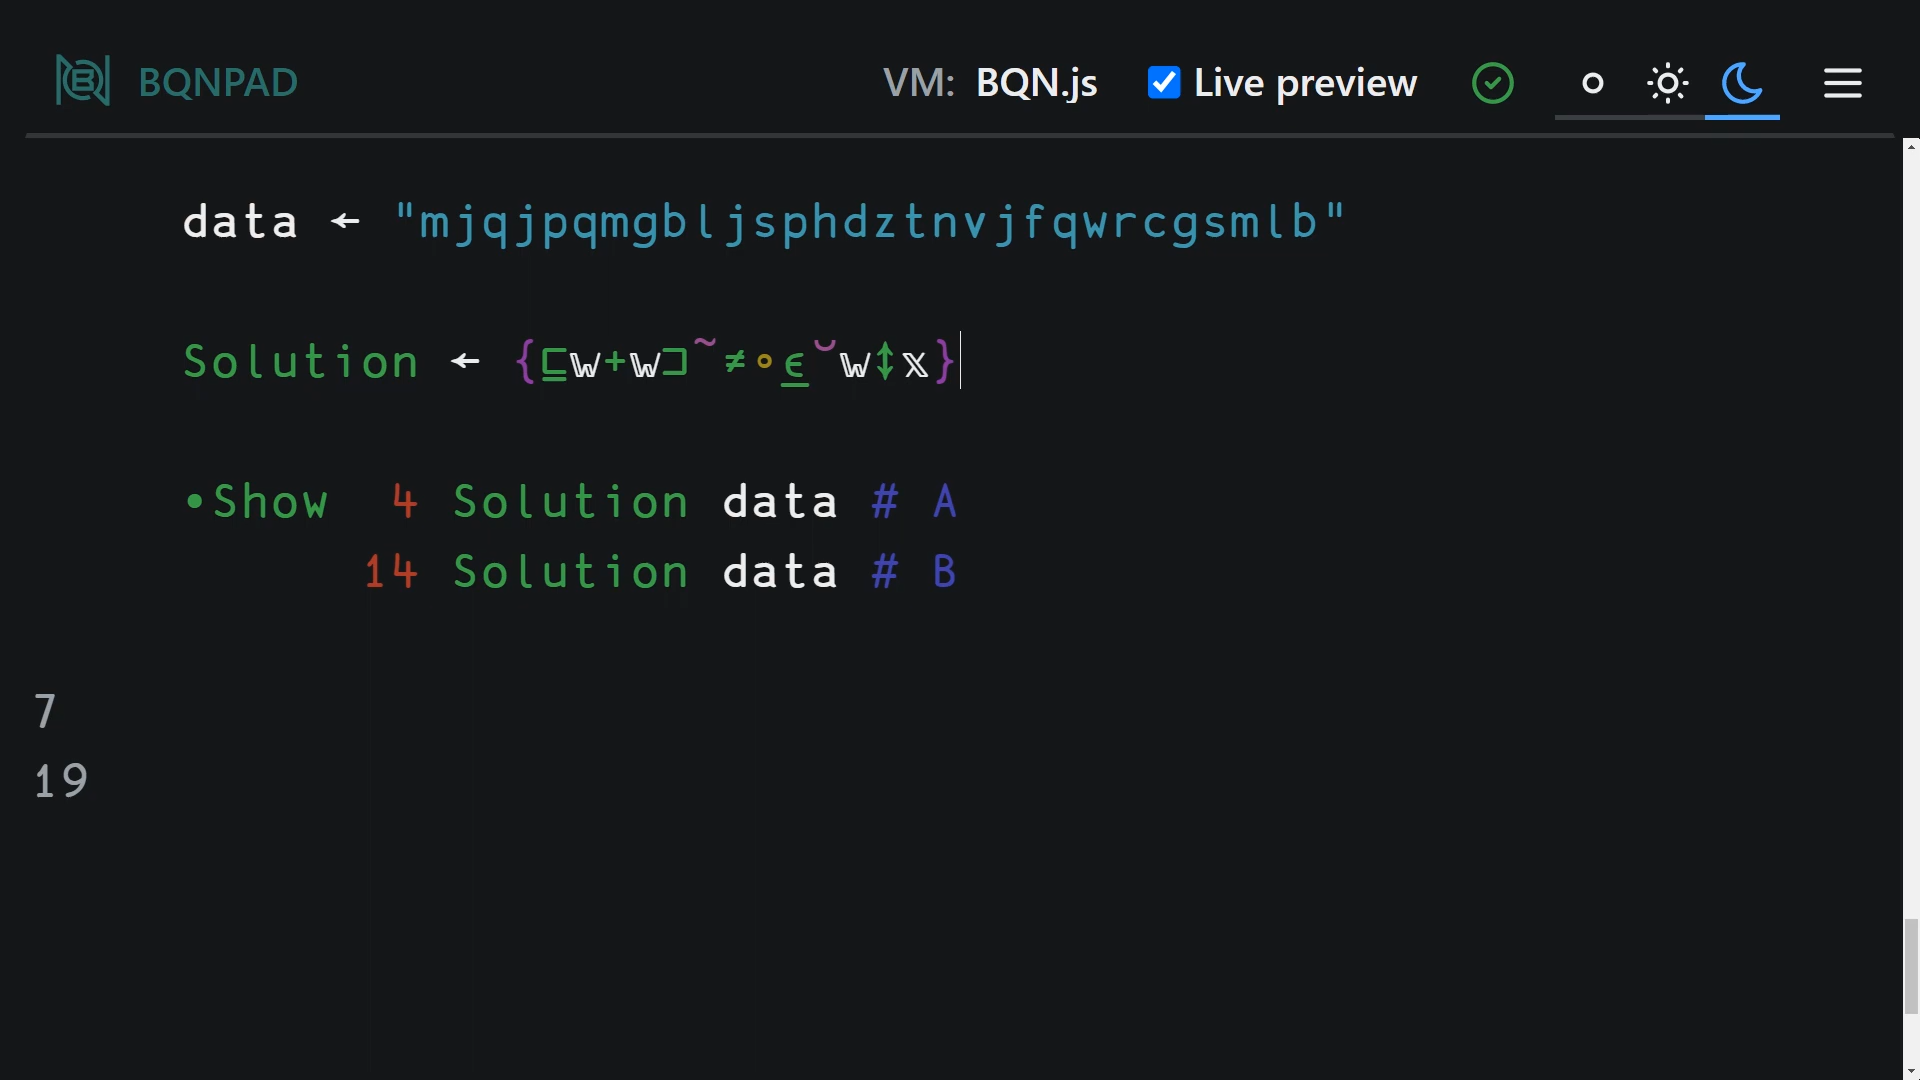 BQNPAD VM: BQN.js Live preview
data ← "mjqjpqmgbljsphdztnvjfqwrcgsmlb"
Solution ← {⊑𝕨+𝕨⊐˜≠∘⍷˘𝕨↕𝕩}
•Show  4 Solution data # A
14 Solution data # B
7
19